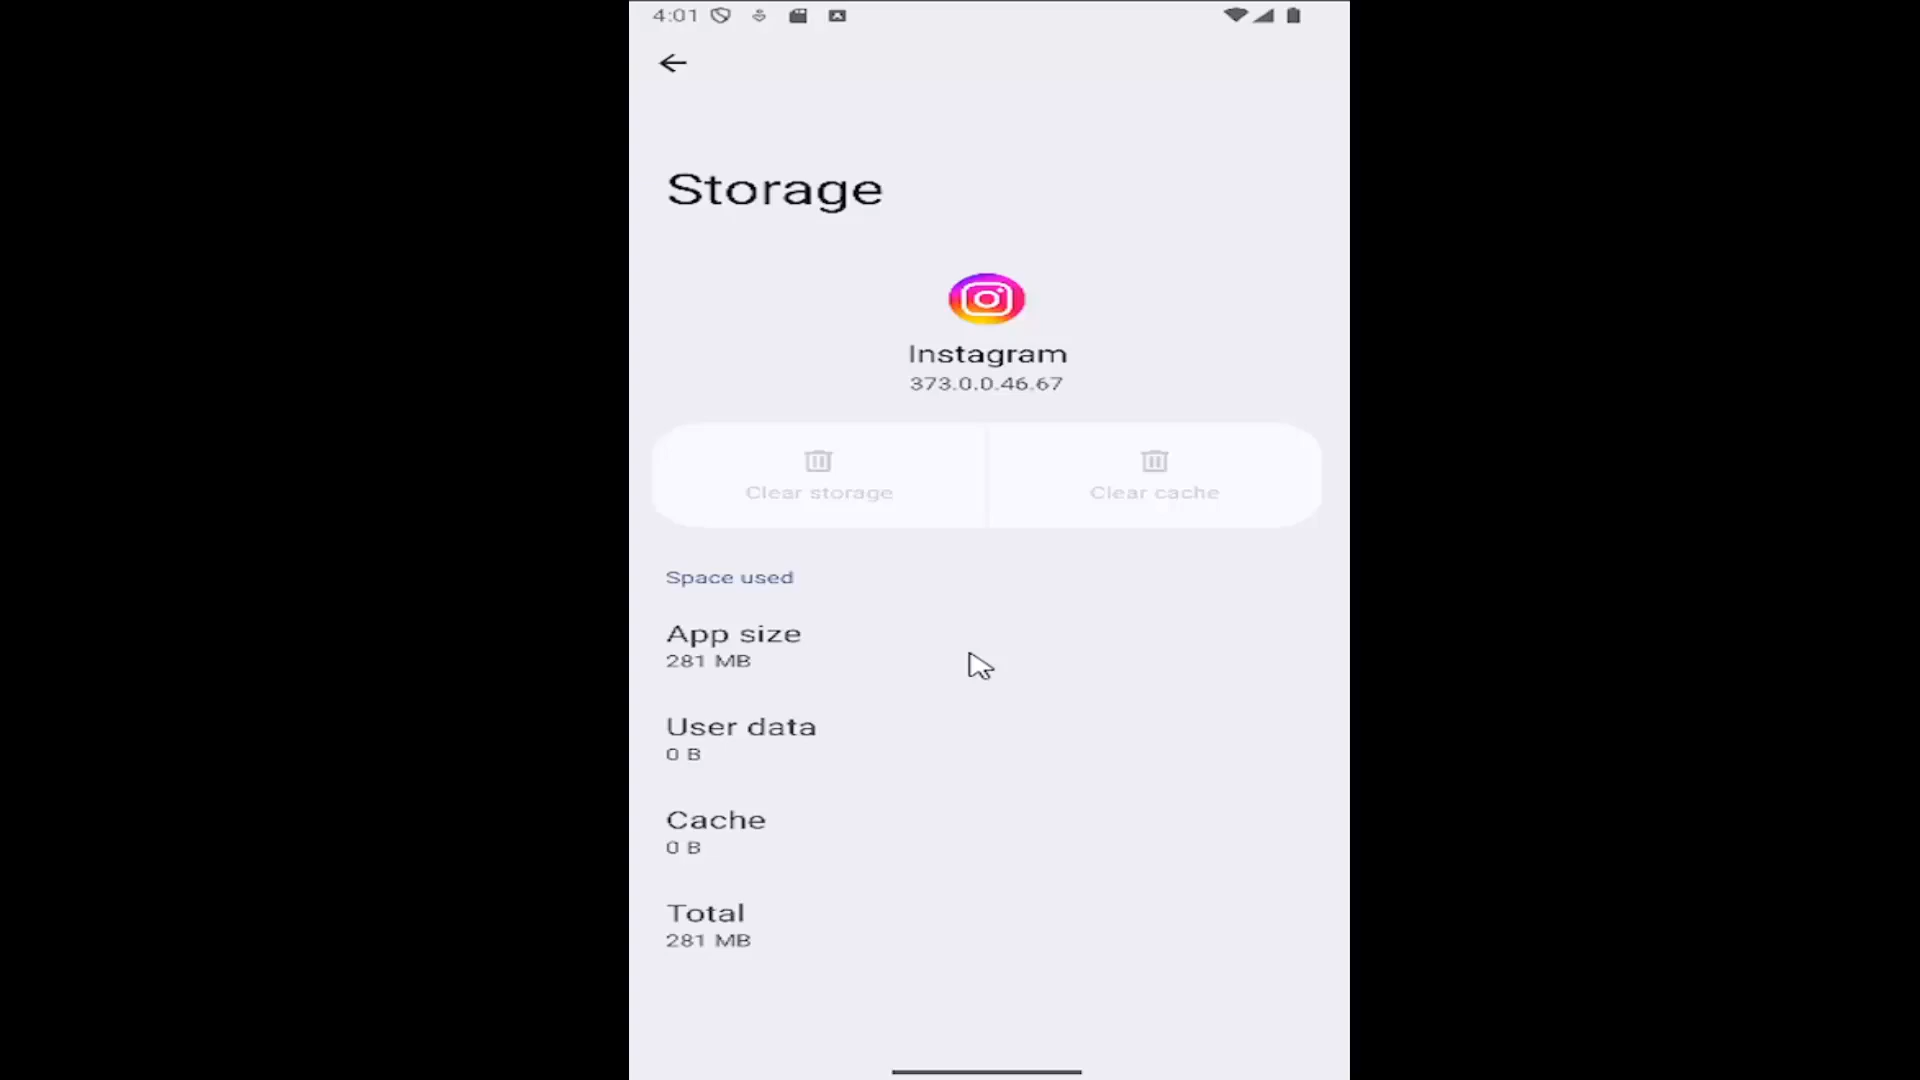 4:01
Storage
Instagram
373.0.0.46.67
Clear storage
Clear cache
Space used
App size
281 MB
User data
0 B
Cache
0 B
Total
281 MB